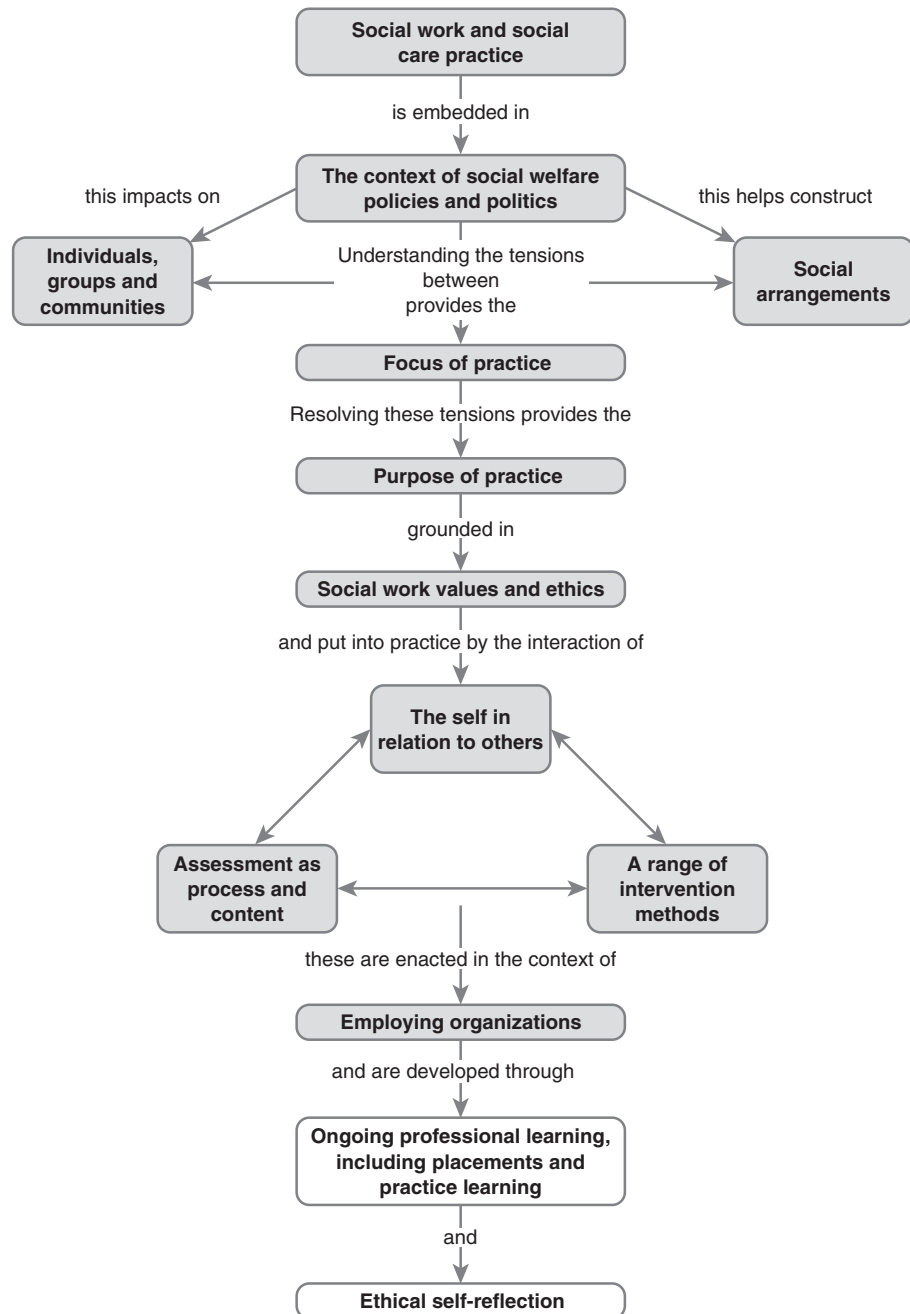 Social work and social
care practice
is embedded in
The context of social welfare
policies and politics
this impacts on
this helps construct
Individuals,
groups and
communities
Understanding the tensions
between
provides the
Social
arrangements
Focus of practice
Resolving these tensions provides the
Purpose of practice
grounded in
Social work values and ethics
and put into practice by the interaction of
The self in
relation to others
Assessment as
process and
content
A range of
intervention
methods
these are enacted in the context of
Employing organizations
and are developed through
Ongoing professional learning,
including placements and
practice learning
and
Ethical self-reflection